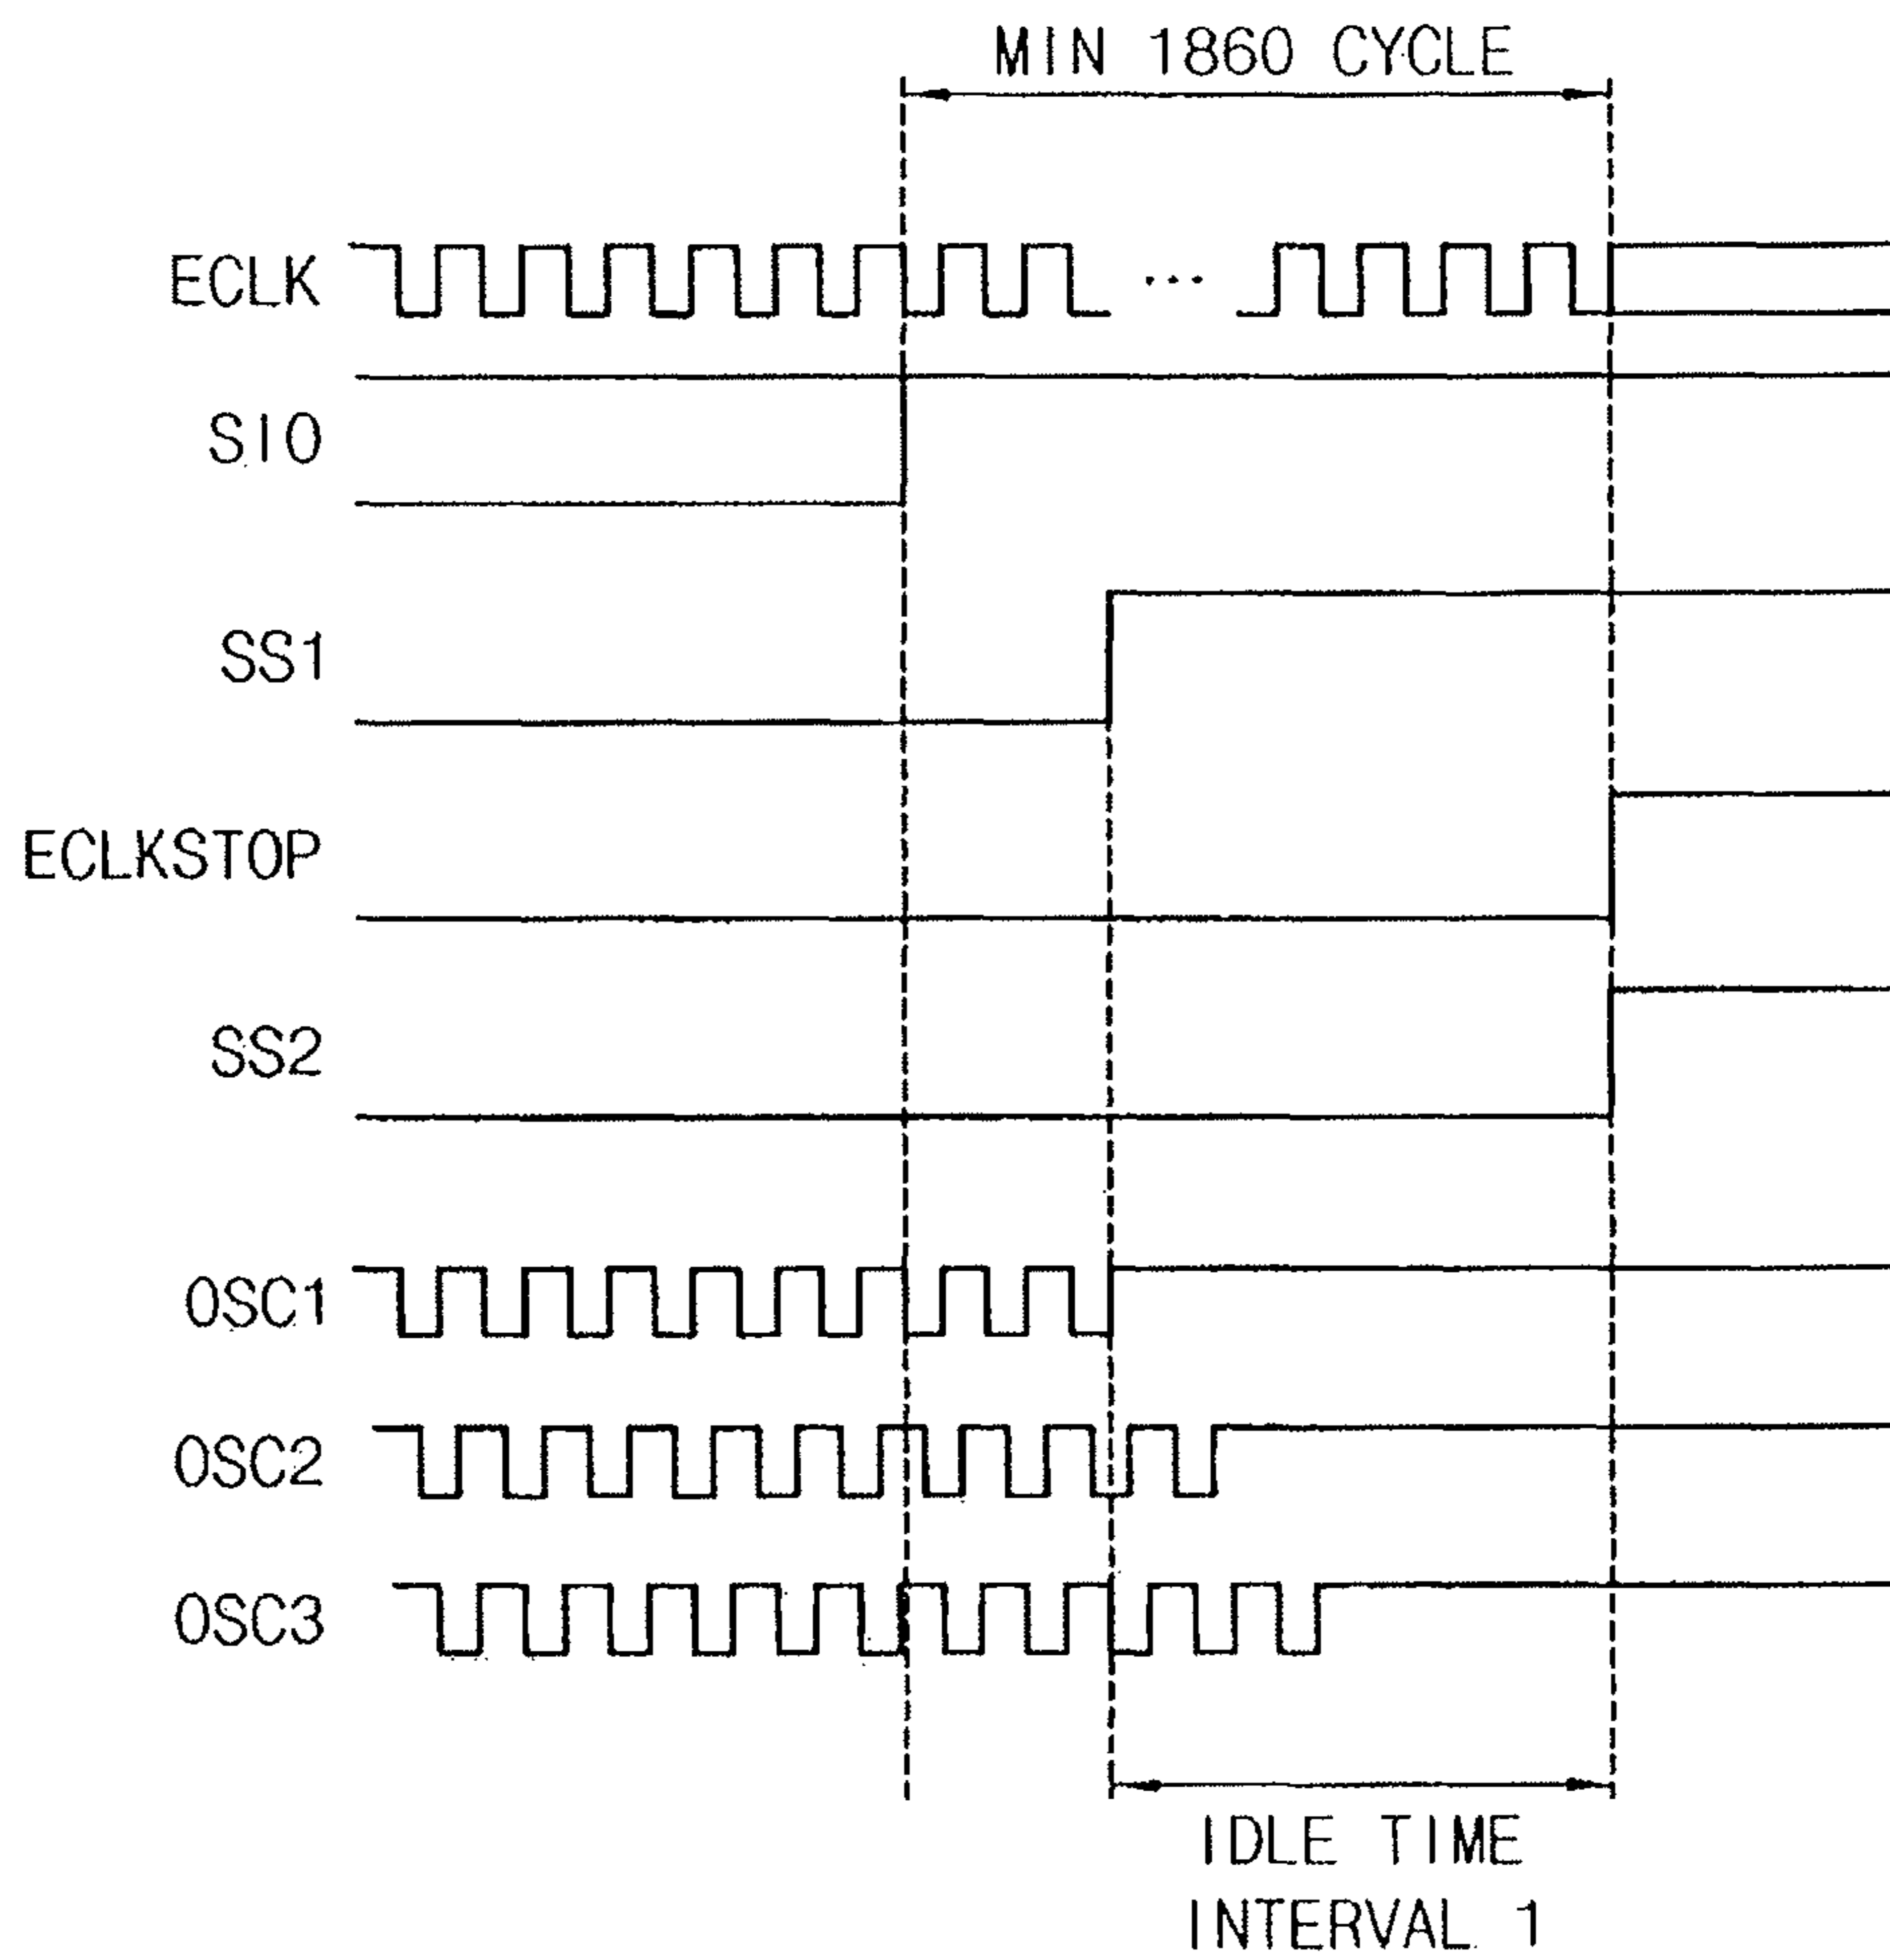 MIN 1860 CYCLE
ECLK
...
SIO
SS1
ECLKSTOP
SS2
OSC1
OSC2
OSC3
IDLE TIME
INTERVAL 1